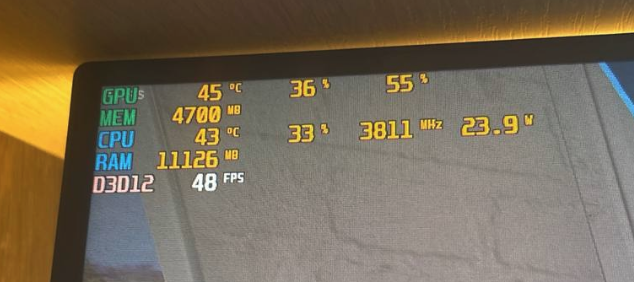 GPUs 45 °C 36 % 55 %
MEM 4700 MB
CPU 43 °C 33 % 3811 MHz 23.9 W
RAM 11126 MB
D3D12 48 FPS